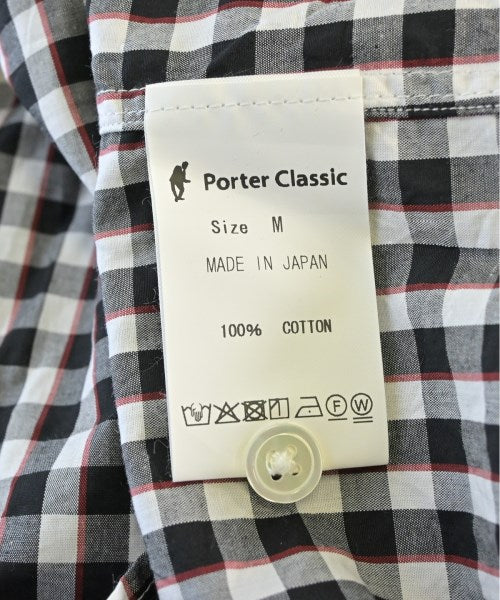 Porter Classic
Size M
MADE IN JAPAN
100% COTTON
F W